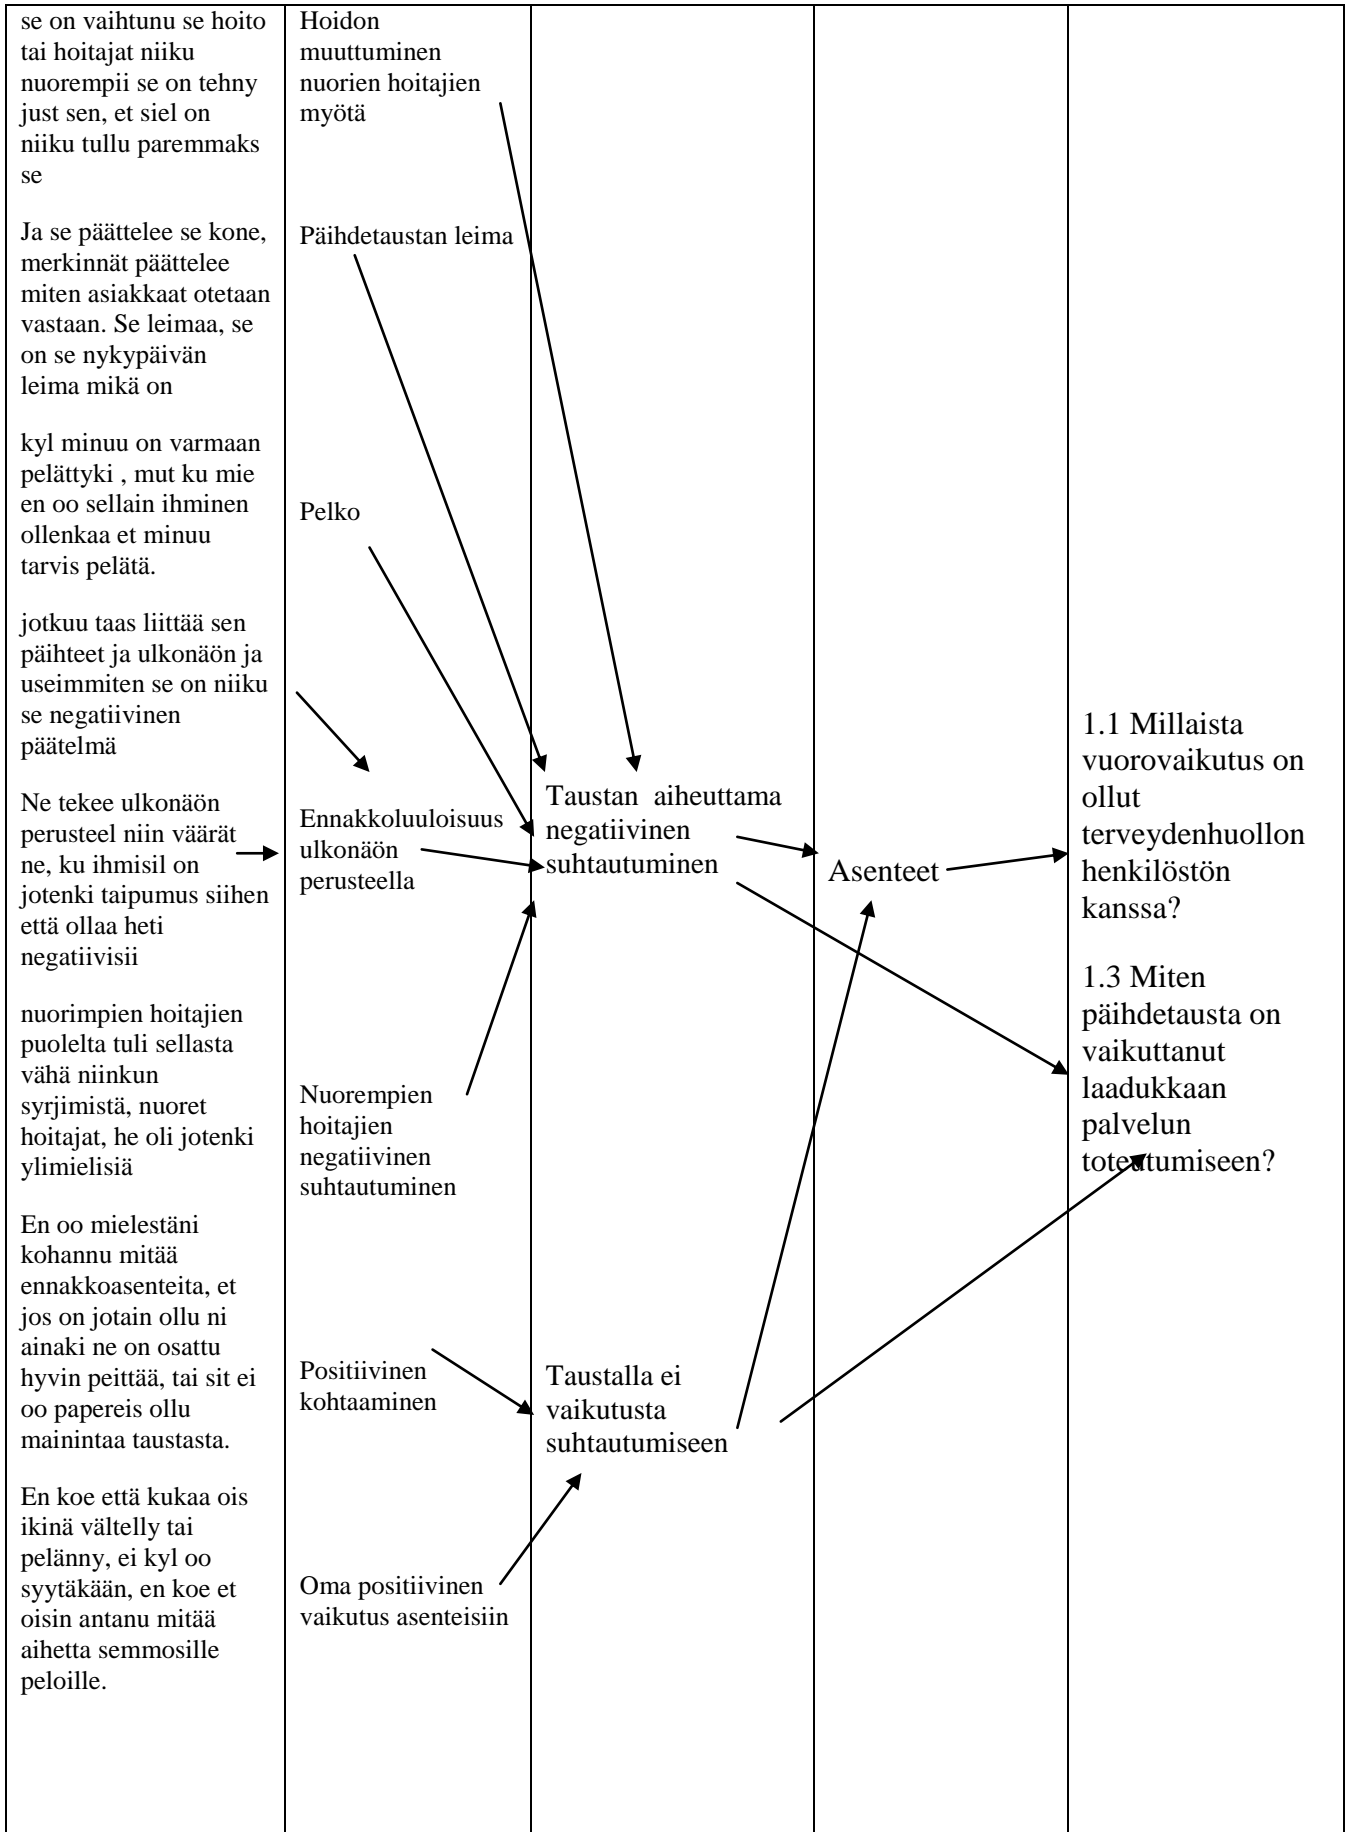 se on vaihtunu se hoito
tai hoitajat niiku
nuorempii se on tehny
just sen, et siel on
niiku tullu paremmaks
se
Ja se päättelee se kone,
merkinnät päättelee
miten asiakkaat otetaan
vastaan. Se leimaa, se
on se nykypäivän
leima mikä on
kyl minuu on varmaan
pelättyki , mut ku mie
en oo sellain ihminen
ollenkaa et minuu
tarvis pelätä.
jotkuu taas liittää sen
päihteet ja ulkonäön ja
useimmiten se on niiku
se negatiivinen
päätelmä
Ne tekee ulkonäön
perusteel niin väärät
ne, ku ihmisil on
jotenki taipumus siihen
että ollaa heti
negatiivisii
nuorimpien hoitajien
puolelta tuli sellasta
vähä niinkun
syrjimistä, nuoret
hoitajat, he oli jotenki
ylimielisiä
En oo mielestäni
kohannu mitää
ennakkoasenteita, et
jos on jotain ollu ni
ainaki ne on osattu
hyvin peittää, tai sit ei
oo papereis ollu
mainintaa taustasta.
En koe että kukaa ois
ikinä vältelly tai
pelänny, ei kyl oo
syytäkään, en koe et
oisin antanu mitää
aihetta semmosille
peloille.
Hoidon
muuttuminen
nuorien hoitajien
myötä
Päihdetaustan leima
Pelko
Ennakkoluuloisuus
ulkonäön
perusteella
Nuorempien
hoitajien
negatiivinen
suhtautuminen
Positiivinen
kohtaaminen
Oma positiivinen
vaikutus asenteisiin
Taustan aiheuttama
negatiivinen
suhtautuminen
Taustalla ei
vaikutusta
suhtautumiseen
Asenteet
1.1 Millaista
vuorovaikutus on
ollut
terveydenhuollon
henkilöstön
kanssa?
1.3 Miten
päihdetausta on
vaikuttanut
laadukkaan
palvelun
toteutumiseen?